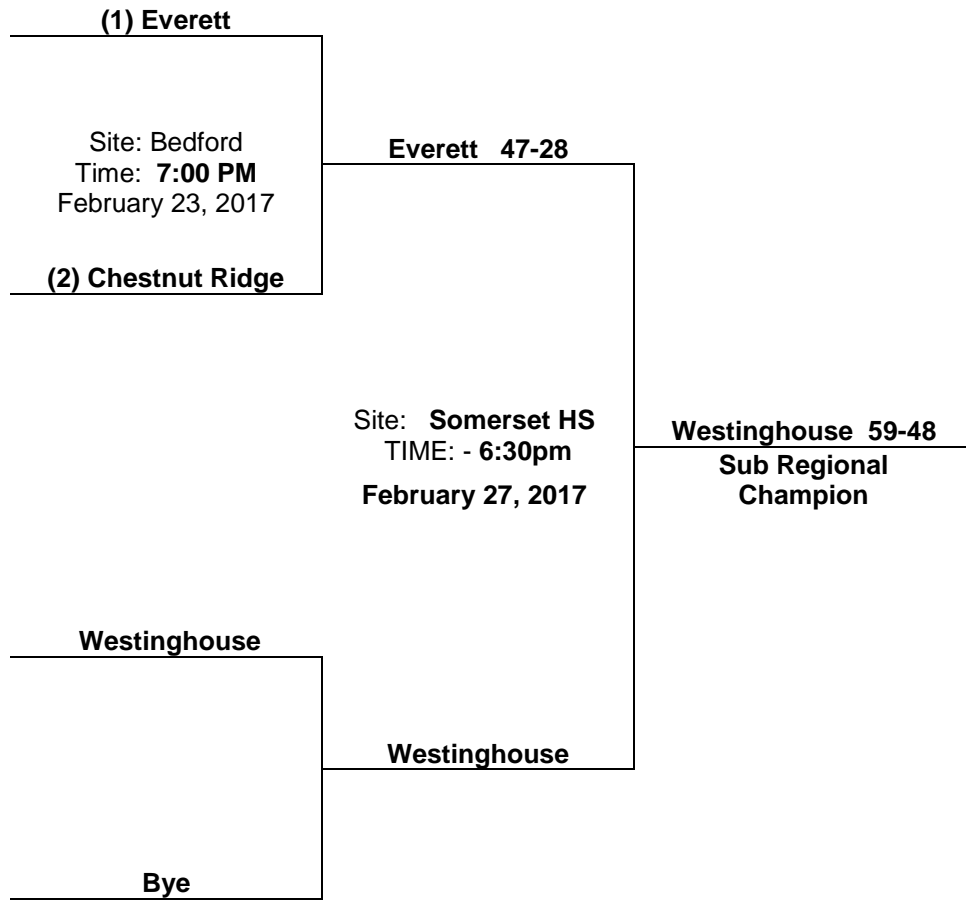 (1) Everett
Site: Bedford
Time: 7:00 PM
February 23, 2017
Everett 47-28
(2) Chestnut Ridge
Site: Somerset HS
TIME: - 6:30pm
February 27, 2017
Westinghouse 59-48
Sub Regional
Champion
Westinghouse
Westinghouse
Bye